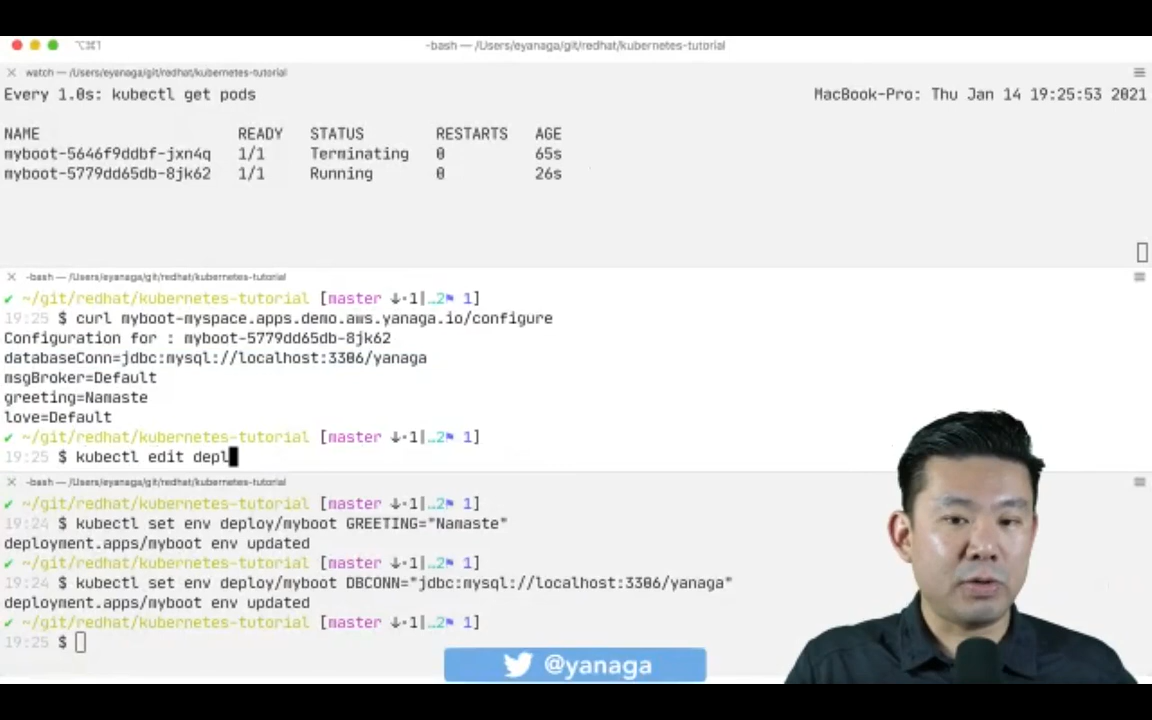 ⌥⌘1 -bash — /Users/eyanaga/git/redhat/kubernetes-tutorial
watch — /Users/eyanaga/git/redhat/kubernetes-tutorial
Every 1.0s: kubectl get pods MacBook-Pro: Thu Jan 14 19:25:53 2021
NAME READY STATUS RESTARTS AGE
myboot-5646f9ddbf-jxn4q 1/1 Terminating 0 65s
myboot-5779dd65db-8jk62 1/1 Running 0 26s
-bash — /Users/eyanaga/git/redhat/kubernetes-tutorial
✔ ~/git/redhat/kubernetes-tutorial [master ↓·1|…2⚑ 1]
19:25 $ curl myboot-myspace.apps.demo.aws.yanaga.io/configure
Configuration for : myboot-5779dd65db-8jk62
databaseConn=jdbc:mysql://localhost:3306/yanaga
msgBroker=Default
greeting=Namaste
love=Default
✔ ~/git/redhat/kubernetes-tutorial [master ↓·1|…2⚑ 1]
19:25 $ kubectl edit depl
-bash — /Users/eyanaga/git/redhat/kubernetes-tutorial
✔ ~/git/redhat/kubernetes-tutorial [master ↓·1|…2⚑ 1]
19:24 $ kubectl set env deploy/myboot GREETING="Namaste"
deployment.apps/myboot env updated
✔ ~/git/redhat/kubernetes-tutorial [master ↓·1|…2⚑ 1]
19:24 $ kubectl set env deploy/myboot DBCONN="jdbc:mysql://localhost:3306/yanaga"
deployment.apps/myboot env updated
✔ ~/git/redhat/kubernetes-tutorial [master ↓·1|…2⚑ 1]
19:25 $
@yanaga